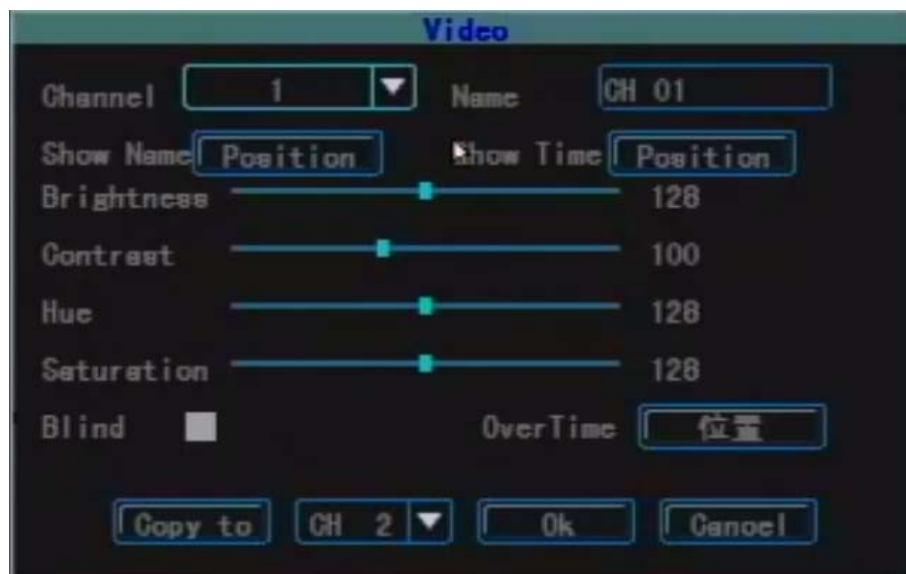 Video
Channel 1 Name CH 01
Show Name Position Show Time Position
Brightness 128
Contrast 100
Hue 128
Saturation 128
Blind OverTime 位置
Copy to CH 2 Ok Cancel